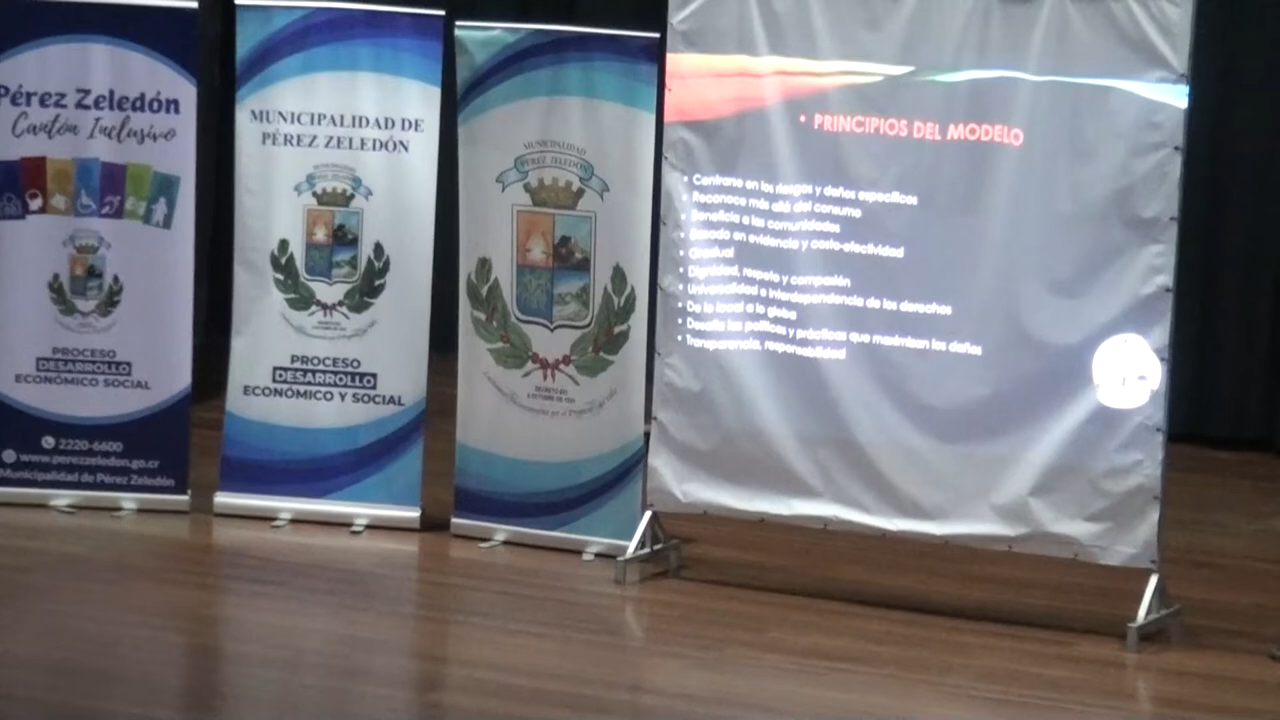 Pérez Zeledón
Cantón Inclusivo
PROCESO
DESARROLLO
ECONÓMICO SOCIAL
2220-6600
www.perezzeledon.go.cr
Municipalidad de Pérez Zeledón
MUNICIPALIDAD DE
PÉREZ ZELEDÓN
PROCESO
DESARROLLO
ECONÓMICO Y SOCIAL
MUNICIPALIDAD
PÉREZ ZELEDÓN
• PRINCIPIOS DEL MODELO
• Centrarse en los riesgos y daños específicos
• Reconoce más allá del consumo
• Beneficia a las comunidades
• Basado en evidencia y costo-efectividad
• Gradual
• Dignidad, respeto y compasión
• Universalidad e interdependencia de los derechos
• De lo local a lo global
• Desafía las políticas y prácticas que maximizan los daños
• Transparencia, responsabilidad